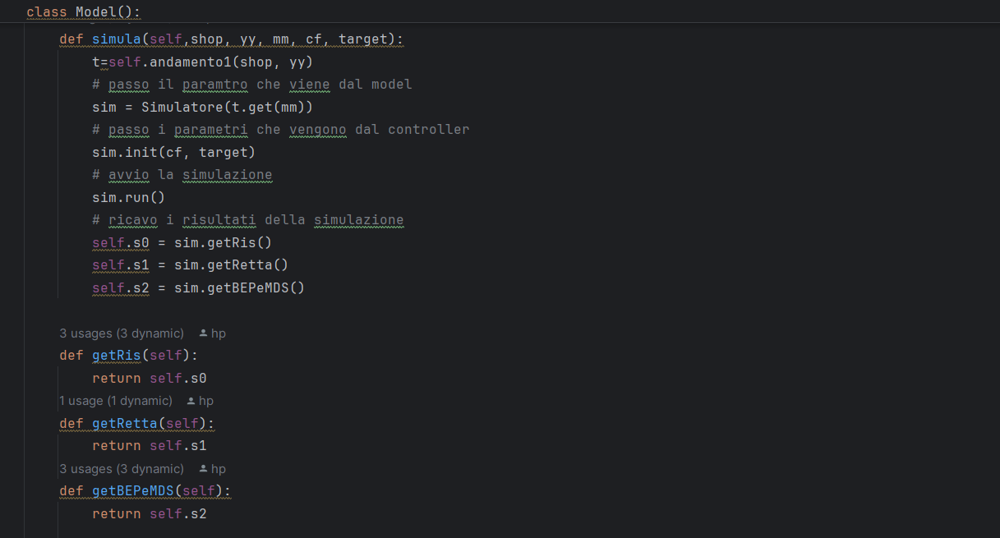 class Model():
def simula(self,shop, yy, mm, cf, target):
t=self.andamento1(shop, yy)
# passo il paramtro che viene dal model
sim = Simulatore(t.get(mm))
# passo i parametri che vengono dal controller
sim.init(cf, target)
# avvio la simulazione
sim.run()
# ricavo i risultati della simulazione
self.s0 = sim.getRis()
self.s1 = sim.getRetta()
self.s2 = sim.getBEPeMDS()
3 usages (3 dynamic) hp
def getRis(self):
return self.s0
1 usage (1 dynamic) hp
def getRetta(self):
return self.s1
3 usages (3 dynamic) hp
def getBEPeMDS(self):
return self.s2